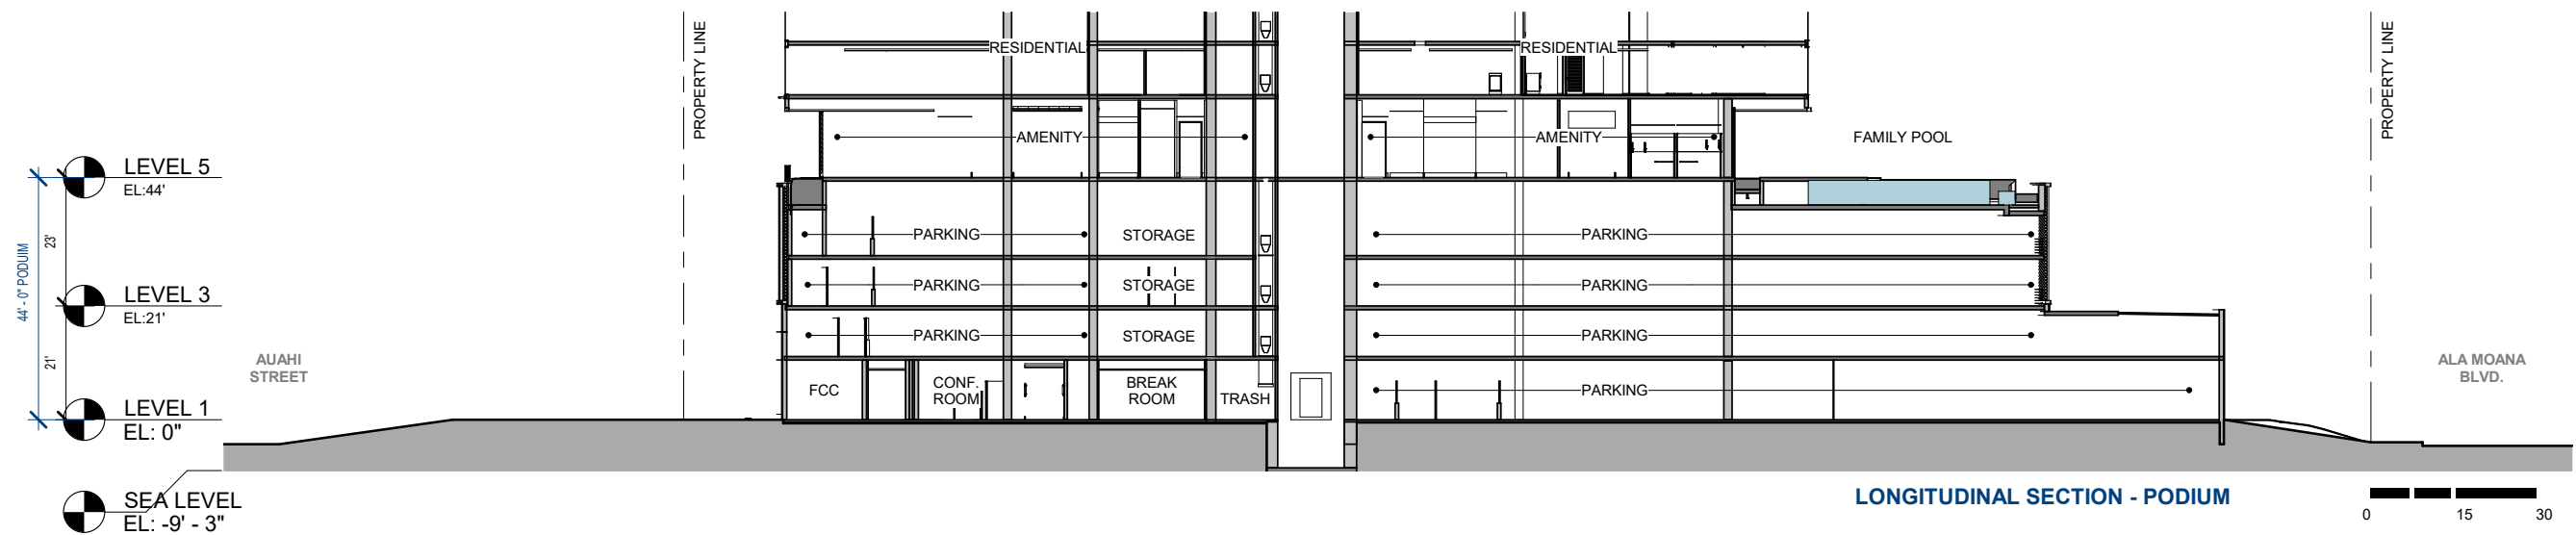 PROPERTY LINE
PROPERTY LINE
RESIDENTIAL
RESIDENTIAL
AMENITY
AMENITY
FAMILY POOL
LEVEL 5
EL:44'
44' - 0" PODUIM
23'
PARKING
STORAGE
PARKING
PARKING
STORAGE
PARKING
LEVEL 3
EL:21'
21'
PARKING
STORAGE
PARKING
AUAHI
STREET
ALA MOANA
BLVD.
FCC
CONF.
ROOM
BREAK
ROOM
TRASH
PARKING
LEVEL 1
EL: 0"
SEA LEVEL
EL: -9' - 3"
LONGITUDINAL SECTION - PODIUM
0 15 30